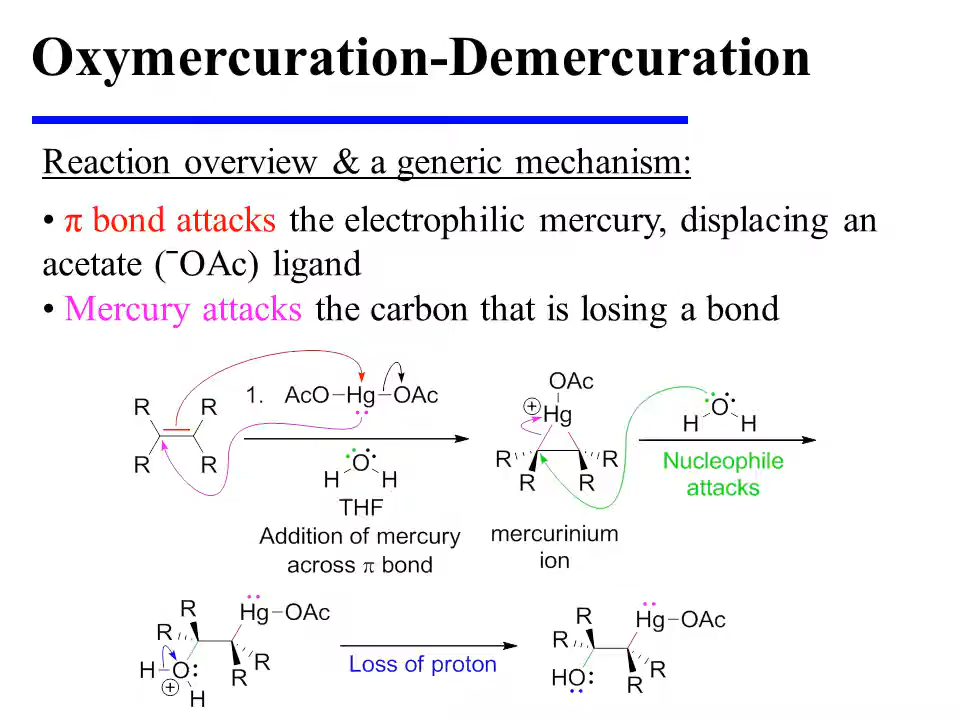 Oxymercuration-Demercuration
Reaction overview & a generic mechanism:
• π bond attacks the electrophilic mercury, displacing an
acetate (¯OAc) ligand
• Mercury attacks the carbon that is losing a bond
R R
R R
1. AcO–Hg–OAc
H O H
THF
Addition of mercury
across π bond
OAc
+ Hg
R R
R R
mercurinium
ion
H O H
Nucleophile
attacks
R Hg–OAc
R
H–O: R
+ R
H
Loss of proton
R Hg–OAc
R
HO: R
R